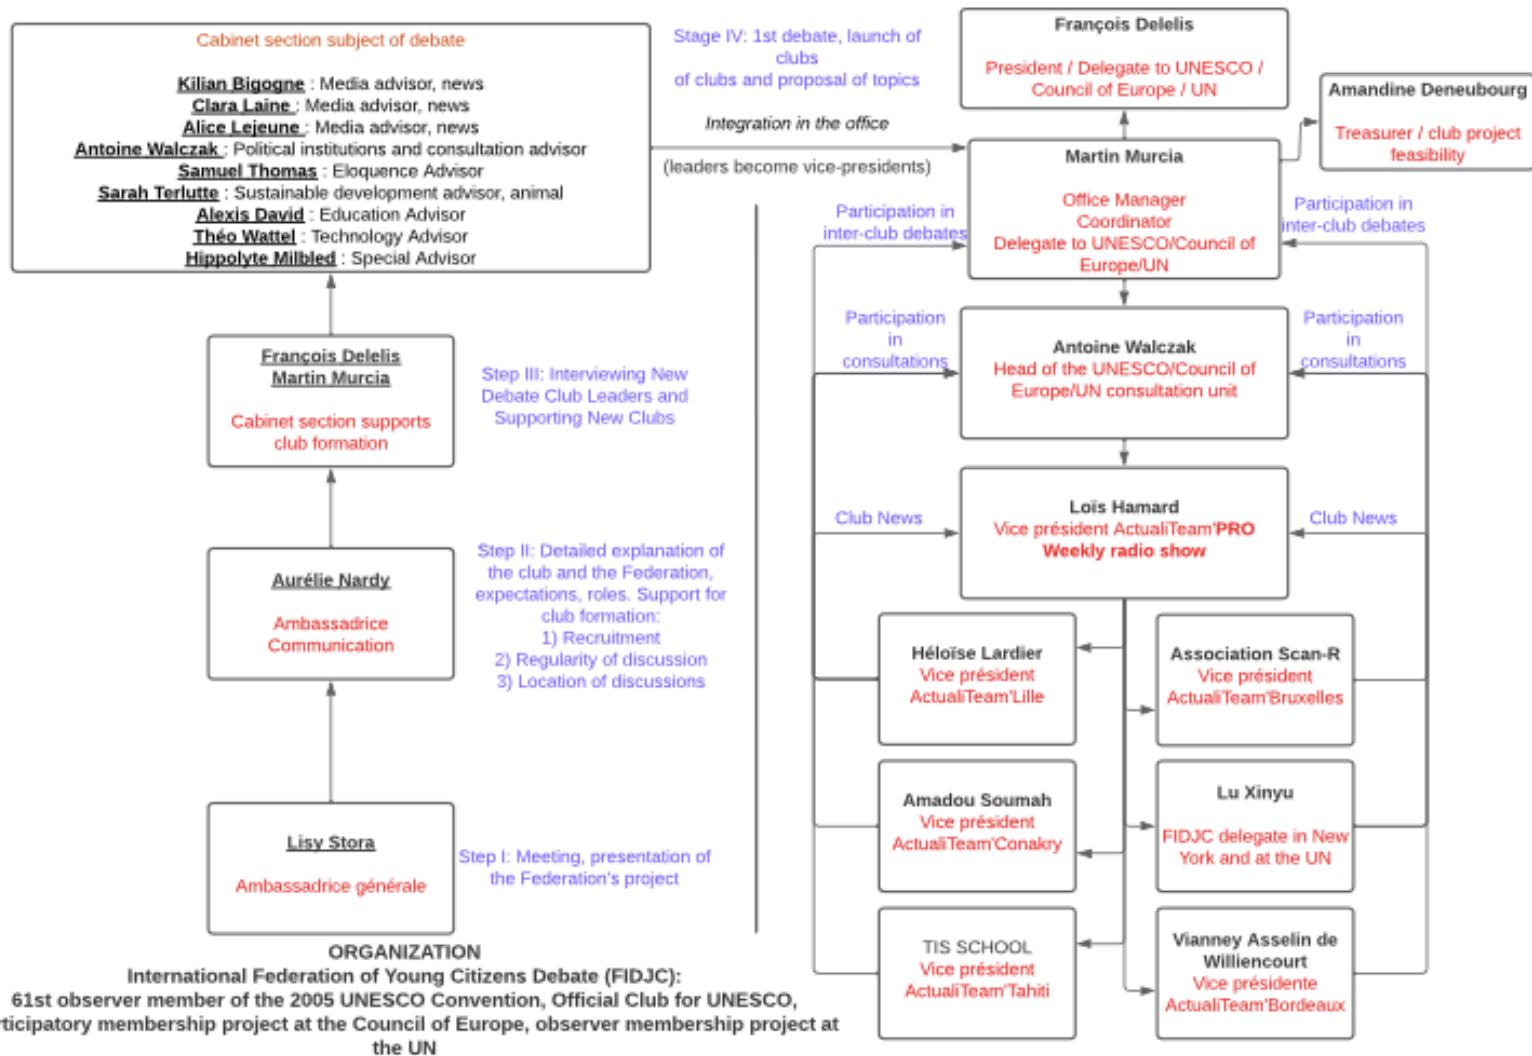 Cabinet section subject of debate
Kilian Bigogne : Media advisor, news
Clara Laine : Media advisor, news
Alice Lejeune : Media advisor, news
Antoine Walczak : Political institutions and consultation advisor
Samuel Thomas : Eloquence Advisor
Sarah Terlutte : Sustainable development advisor, animal
Alexis David : Education Advisor
Théo Wattel : Technology Advisor
Hippolyte Milbled : Special Advisor
François Delelis
Martin Murcia
Cabinet section supports
club formation
Step III: Interviewing New
Debate Club Leaders and
Supporting New Clubs
Aurélie Nardy
Ambassadrice
Communication
Step II: Detailed explanation of
the club and the Federation,
expectations, roles. Support for
club formation:
1) Recruitment
2) Regularity of discussion
3) Location of discussions
Lisy Stora
Ambassadrice générale
Step I: Meeting, presentation of
the Federation's project
ORGANIZATION
International Federation of Young Citizens Debate (FIDJC):
61st observer member of the 2005 UNESCO Convention, Official Club for UNESCO,
rticipatory membership project at the Council of Europe, observer membership project at
the UN
Stage IV: 1st debate, launch of
clubs
of clubs and proposal of topics
Integration in the office
(leaders become vice-presidents)
François Delelis
President / Delegate to UNESCO /
Council of Europe / UN
Amandine Deneubourg
Treasurer / club project
feasibility
Martin Murcia
Office Manager
Coordinator
Delegate to UNESCO/Council of
Europe/UN
Participation in
inter-club debates
Participation in
inter-club debates
Antoine Walczak
Head of the UNESCO/Council of
Europe/UN consultation unit
Participation
in
consultations
Participation
in
consultations
Loïs Hamard
Vice président ActualiTeam'PRO
Weekly radio show
Club News
Club News
Héloïse Lardier
Vice président
ActualiTeam'Lille
Association Scan-R
Vice président
ActualiTeam'Bruxelles
Amadou Soumah
Vice président
ActualiTeam'Conakry
Lu Xinyu
FIDJC delegate in New
York and at the UN
TIS SCHOOL
Vice président
ActualiTeam'Tahiti
Vianney Asselin de
Williencourt
Vice présidente
ActualiTeam'Bordeaux